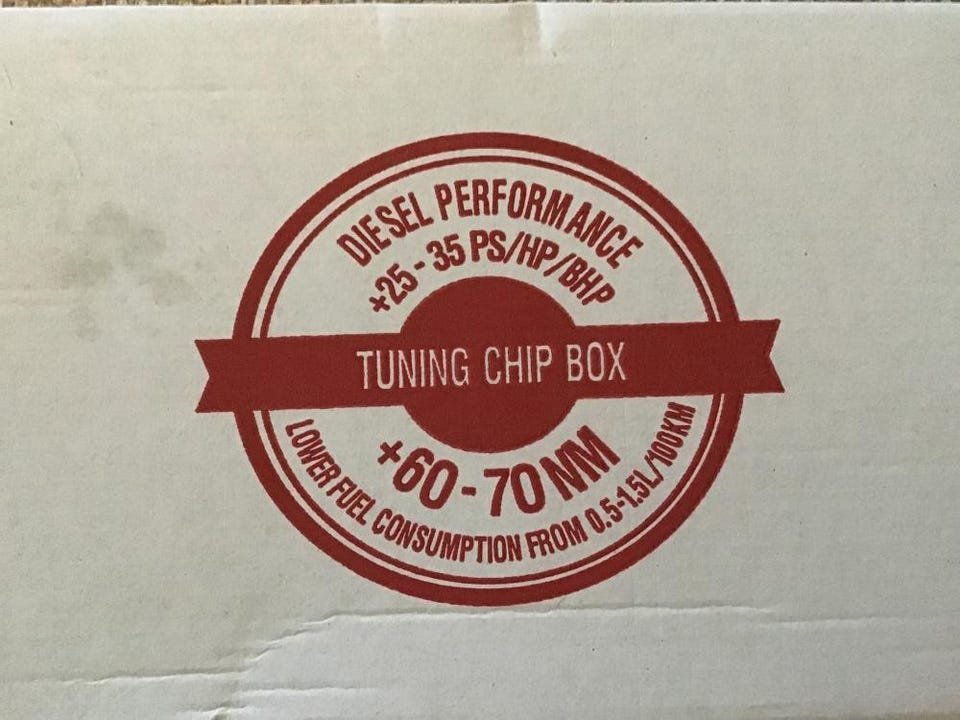 DIESEL PERFORMANCE
+25 - 35 PS/HP/BHP
TUNING CHIP BOX
+60 - 70 NM
LOWER FUEL CONSUMPTION FROM 0.5-1.5L/100KM